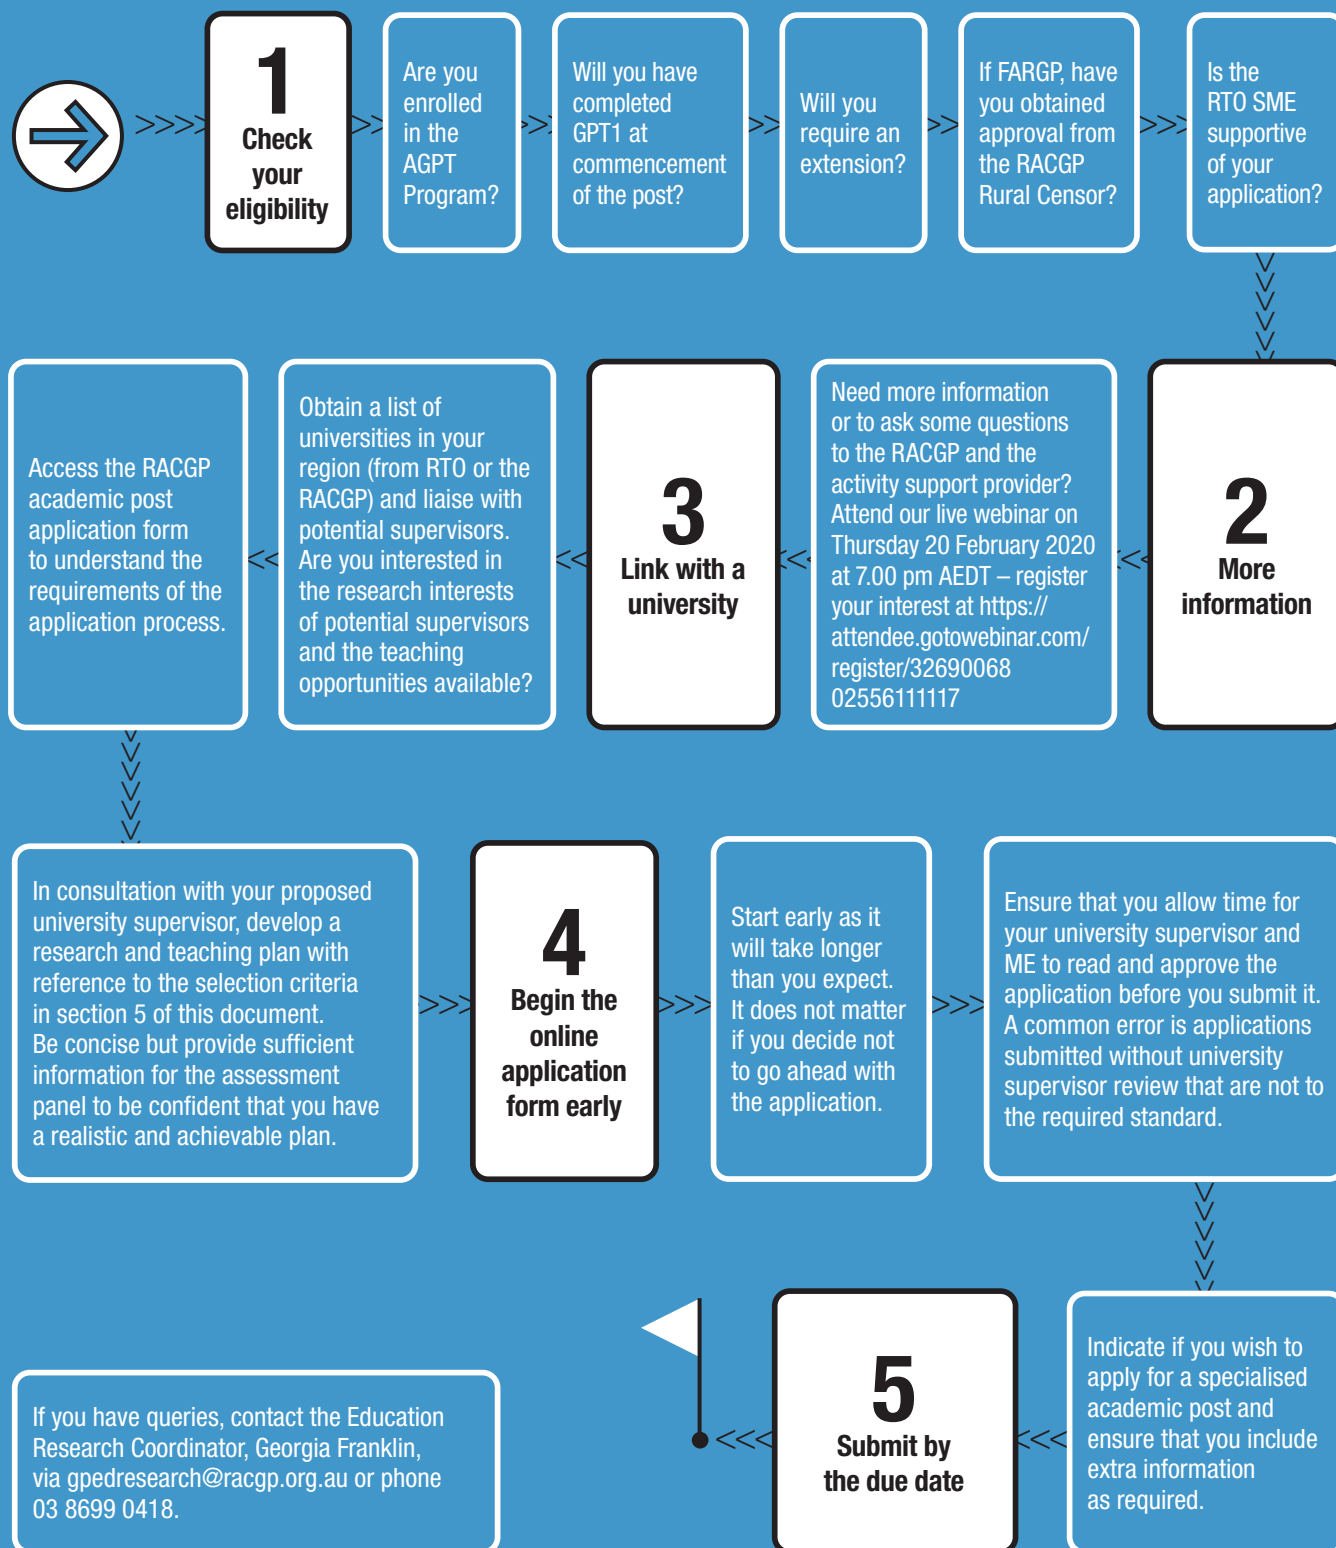 1
Check
your
eligibility
Are you
enrolled
in the
AGPT
Program?
Will you have
completed
GPT1 at
commencement
of the post?
Will you
require an
extension?
If FARGP, have
you obtained
approval from
the RACGP
Rural Censor?
Is the
RTO SME
supportive
of your
application?
2
More
information
Need more information
or to ask some questions
to the RACGP and the
activity support provider?
Attend our live webinar on
Thursday 20 February 2020
at 7.00 pm AEDT – register
your interest at https://
attendee.gotowebinar.com/
register/32690068
02556111117
3
Link with a
university
Obtain a list of
universities in your
region (from RTO or the
RACGP) and liaise with
potential supervisors.
Are you interested in
the research interests
of potential supervisors
and the teaching
opportunities available?
Access the RACGP
academic post
application form
to understand the
requirements of the
application process.
In consultation with your proposed
university supervisor, develop a
research and teaching plan with
reference to the selection criteria
in section 5 of this document.
Be concise but provide sufficient
information for the assessment
panel to be confident that you have
a realistic and achievable plan.
4
Begin the
online
application
form early
Start early as it
will take longer
than you expect.
It does not matter
if you decide not
to go ahead with
the application.
Ensure that you allow time for
your university supervisor and
ME to read and approve the
application before you submit it.
A common error is applications
submitted without university
supervisor review that are not to
the required standard.
Indicate if you wish to
apply for a specialised
academic post and
ensure that you include
extra information
as required.
5
Submit by
the due date
If you have queries, contact the Education
Research Coordinator, Georgia Franklin,
via gpedresearch@racgp.org.au or phone
03 8699 0418.